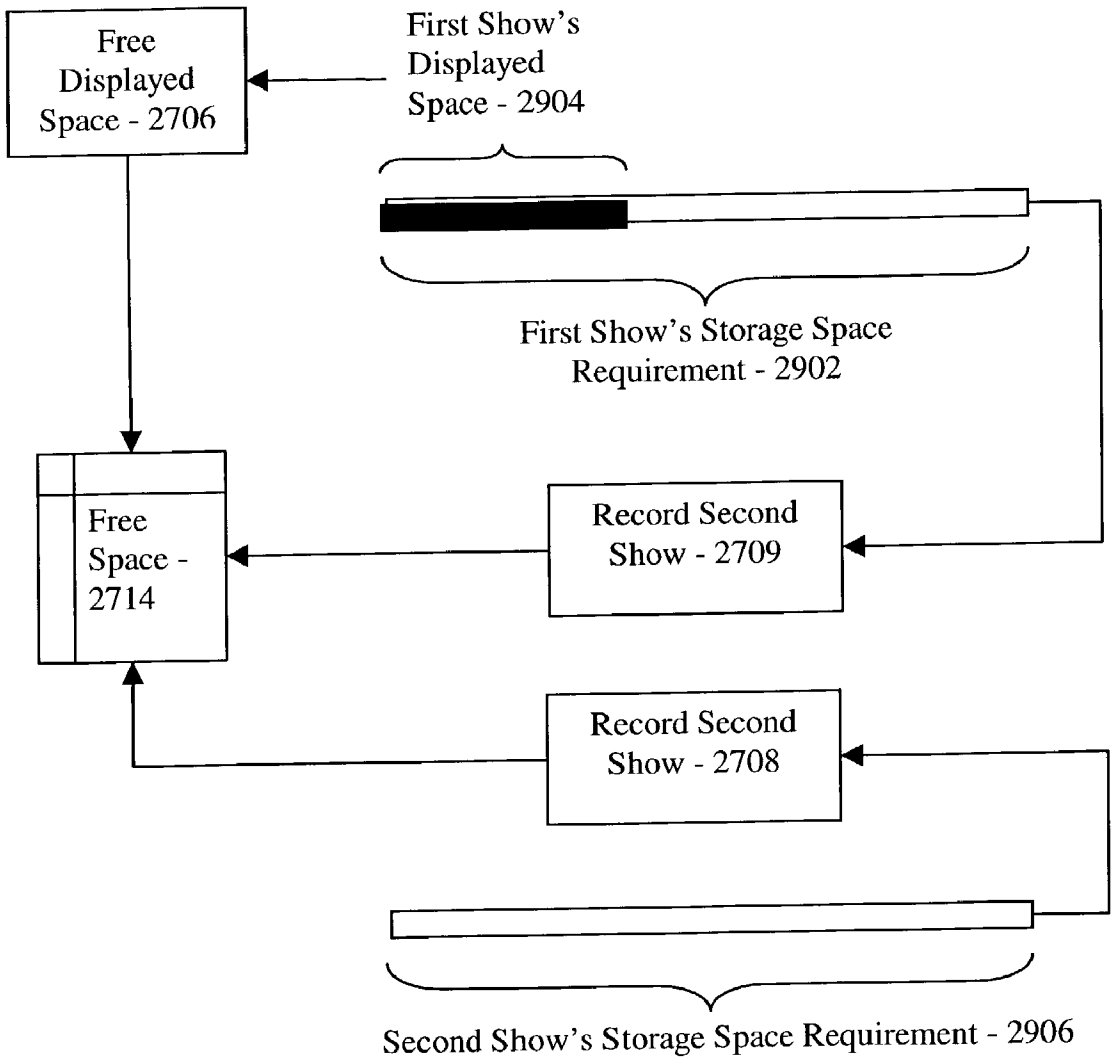 Free
Displayed
Space - 2706
First Show's
Displayed
Space - 2904
First Show's Storage Space
Requirement - 2902
Free
Space -
2714
Record Second
Show - 2709
Record Second
Show - 2708
Second Show's Storage Space Requirement - 2906